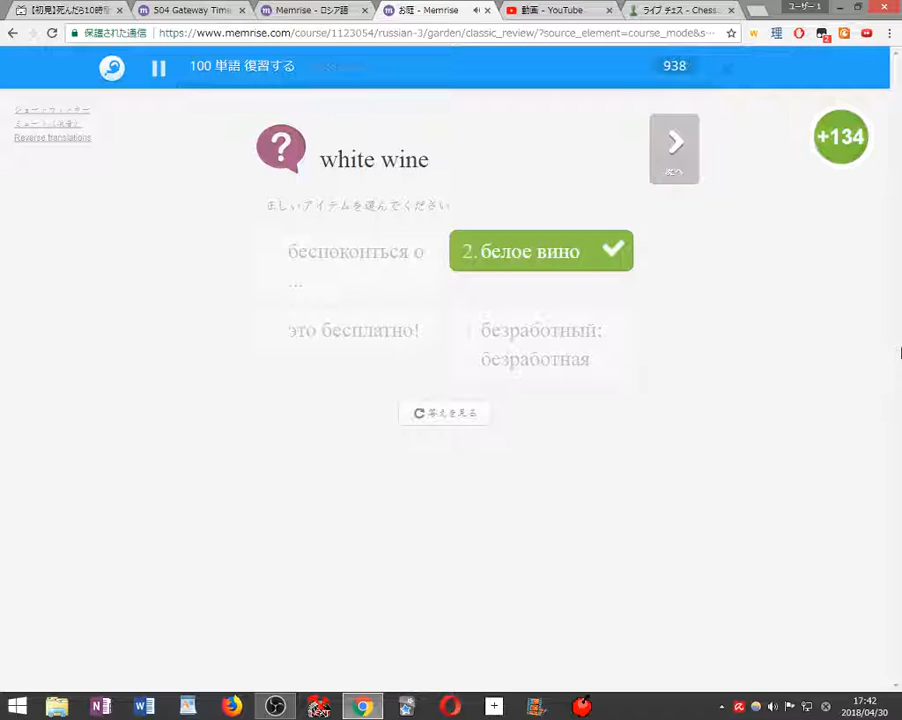 【初見】死んだら10時
504 Gateway Time
Memrise - ロシア語
お庭 - Memrise
動画 - YouTube
ライブ チェス - Chess
ユーザー 1
保護された通信
https://www.memrise.com/course/1123054/russian-3/garden/classic_review/?source_element=course_mode&s…
100 単語 復習する
938
Reverse translations
+134
?
white wine
次へ
正しいアイテムを選んでください
беспокоиться о
...
2. белое вино
это бесплатно!
безработный;
безработная
答えを見る
17:42
2018/04/30